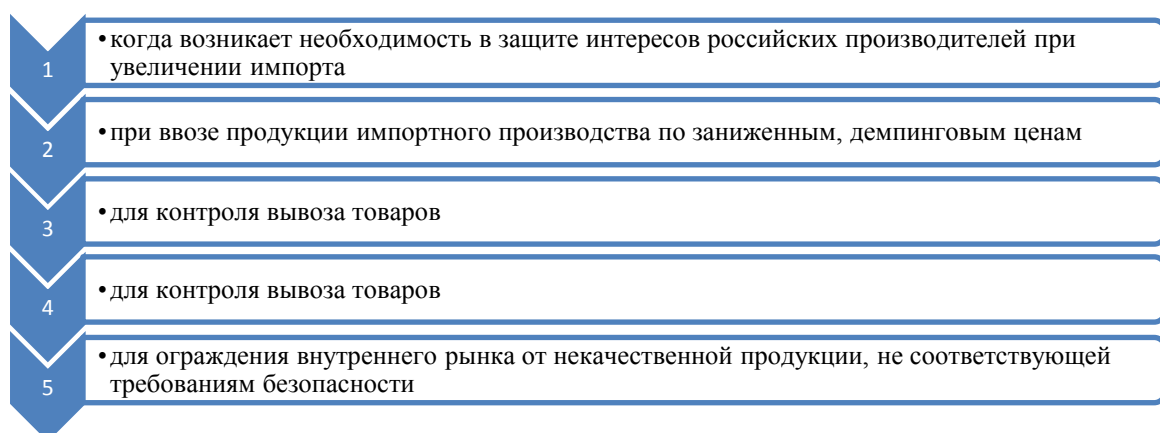 1
•когда возникает необходимость в защите интересов российских производителей при
увеличении импорта
2
•при ввозе продукции импортного производства по заниженным, демпинговым ценам
3
•для контроля вывоза товаров
4
•для контроля вывоза товаров
5
•для ограждения внутреннего рынка от некачественной продукции, не соответствующей
требованиям безопасности